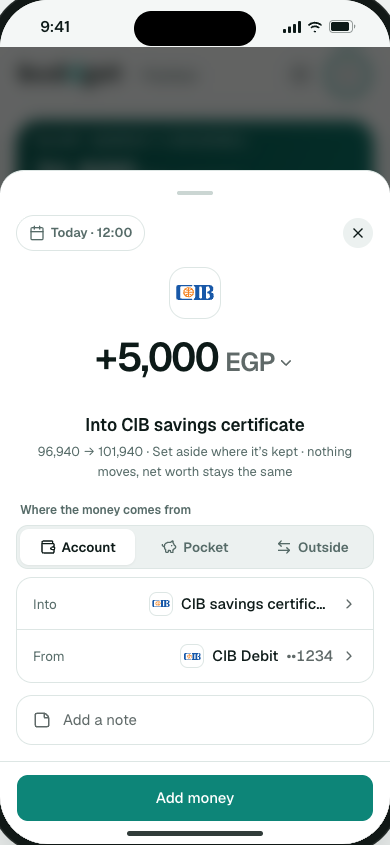 9:41
Today · 12:00
CIB
+5,000 EGP
Into CIB savings certificate
96,940 → 101,940 · Set aside where it's kept · nothing
moves, net worth stays the same
Where the money comes from
Account
Pocket
Outside
Into
CIB
CIB savings certific...
From
CIB
CIB Debit ••1234
Add a note
Add money